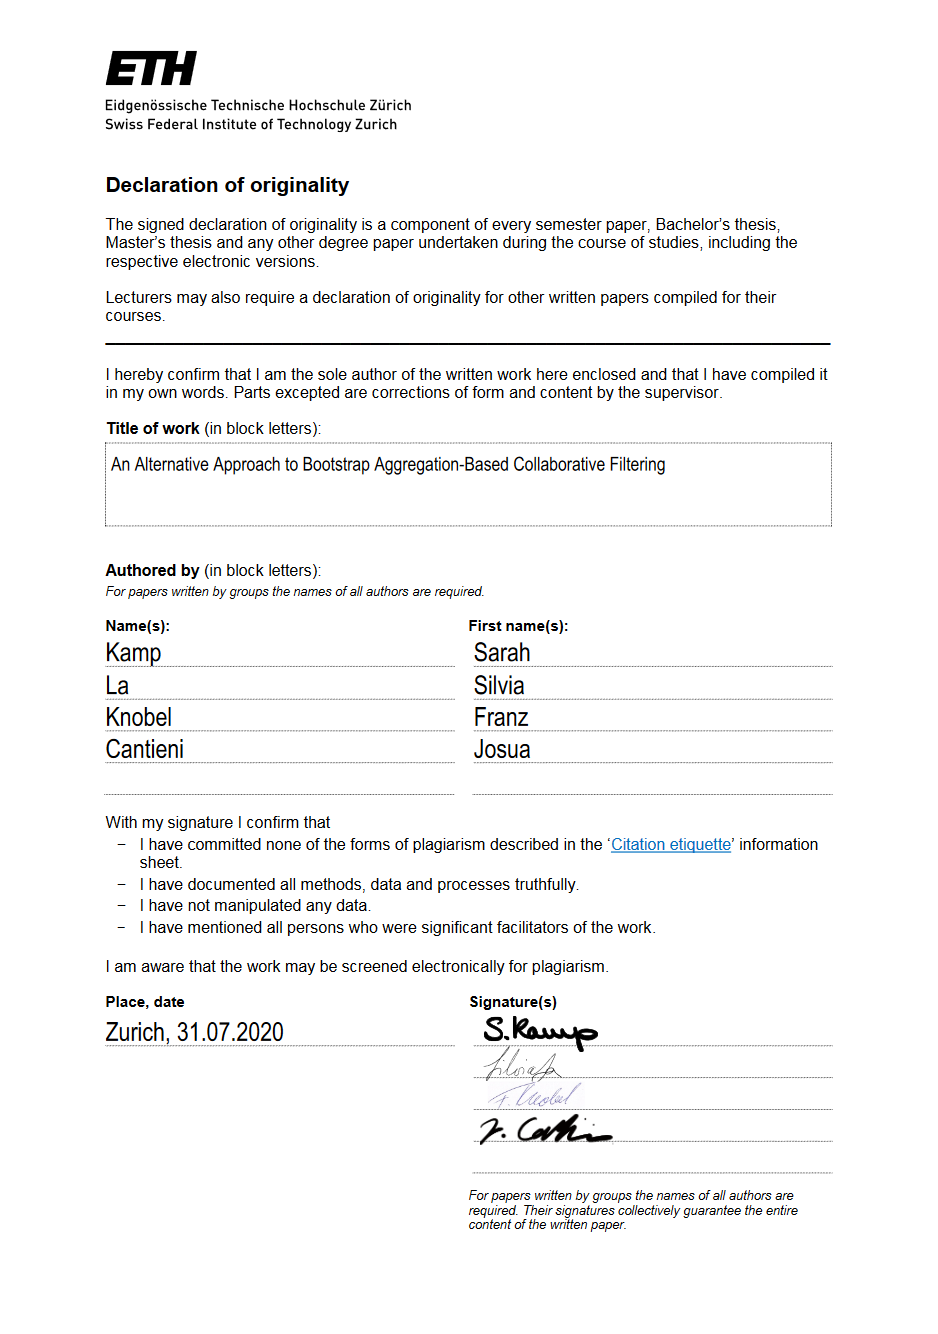 ETH
Eidgenössische Technische Hochschule Zürich
Swiss Federal Institute of Technology Zurich
Declaration of originality
The signed declaration of originality is a component of every semester paper, Bachelor's thesis,
Master's thesis and any other degree paper undertaken during the course of studies, including the
respective electronic versions.
Lecturers may also require a declaration of originality for other written papers compiled for their
courses.
I hereby confirm that I am the sole author of the written work here enclosed and that I have compiled it
in my own words. Parts excepted are corrections of form and content by the supervisor.
Title of work (in block letters):
An Alternative Approach to Bootstrap Aggregation-Based Collaborative Filtering
Authored by (in block letters):
For papers written by groups the names of all authors are required.
Name(s): First name(s):
Kamp Sarah
La Silvia
Knobel Franz
Cantieni Josua
With my signature I confirm that
− I have committed none of the forms of plagiarism described in the ‘Citation etiquette’ information
sheet.
− I have documented all methods, data and processes truthfully.
− I have not manipulated any data.
− I have mentioned all persons who were significant facilitators of the work.
I am aware that the work may be screened electronically for plagiarism.
Place, date Signature(s)
Zurich, 31.07.2020 S. Kamp
Silvia La
F. Knobel
For papers written by groups the names of all authors are
required. Their signatures collectively guarantee the entire
content of the written paper.